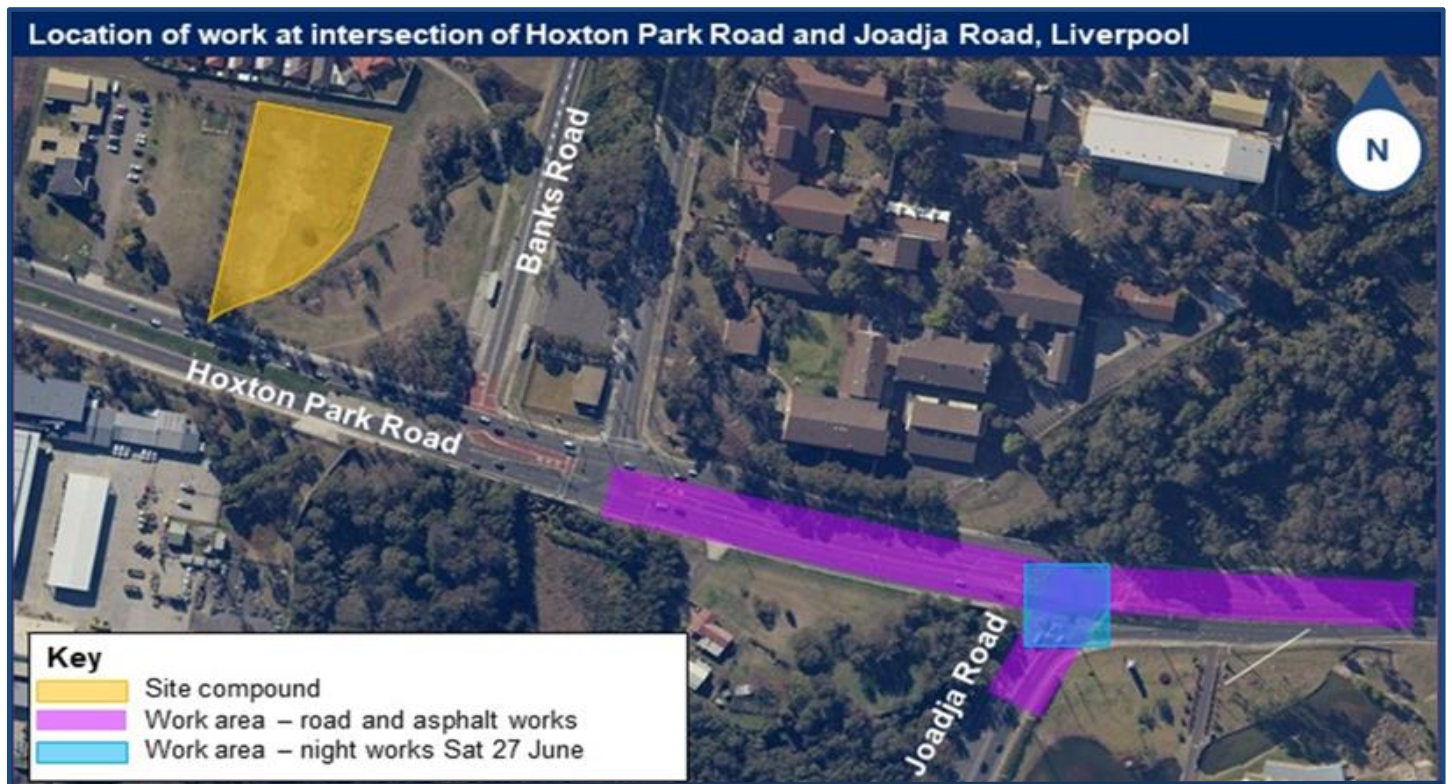 Location of work at intersection of Hoxton Park Road and Joadja Road, Liverpool
N
Banks Road
Hoxton Park Road
Joadja Road
Key
Site compound
Work area – road and asphalt works
Work area – night works Sat 27 June